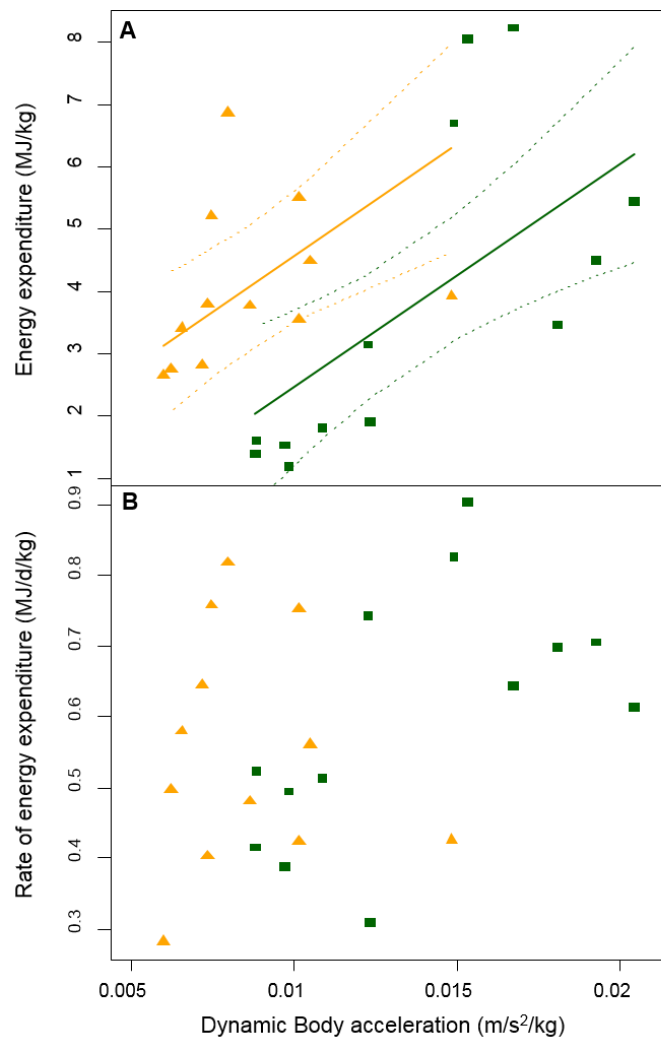 A
8
7
6
5
4
3
2
1
Energy expenditure (MJ/kg)
B
0.9
0.8
0.7
0.6
0.5
0.4
0.3
Rate of energy expenditure (MJ/d/kg)
0.005 0.01 0.015 0.02
Dynamic Body acceleration (m/s²/kg)